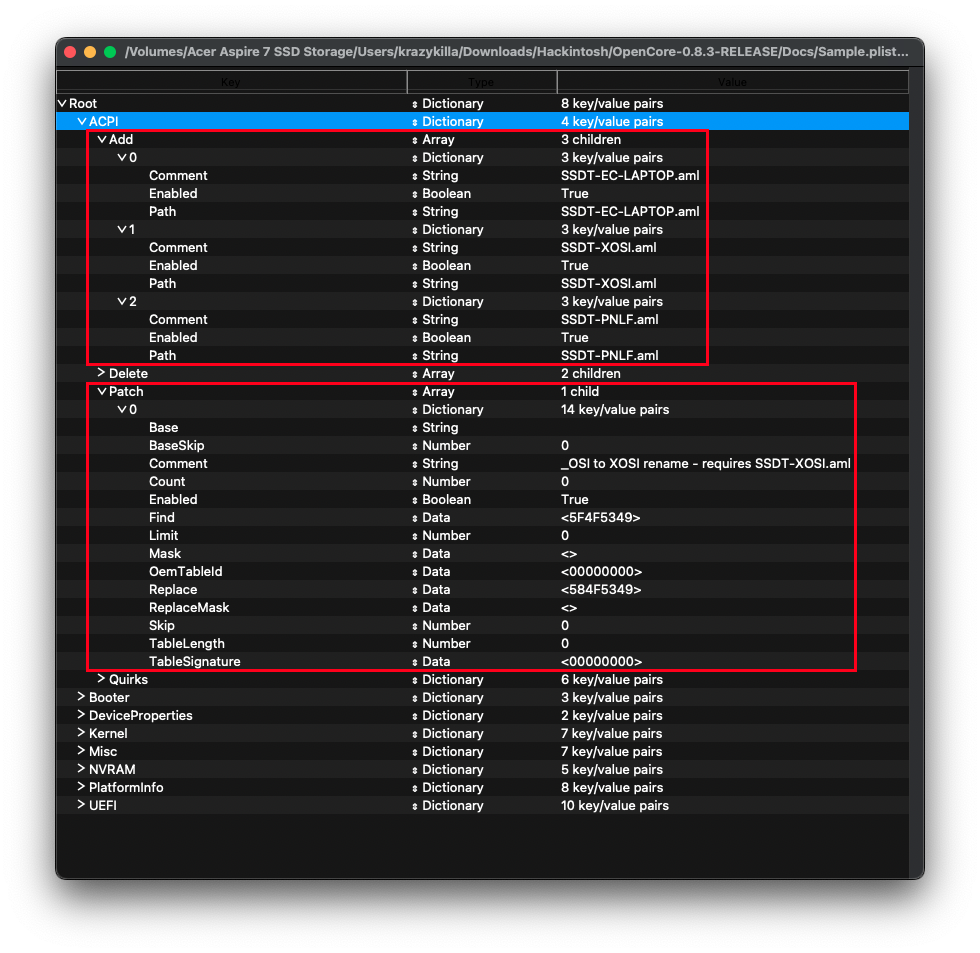 /Volumes/Acer Aspire 7 SSD Storage/Users/krazykilla/Downloads/Hackintosh/OpenCore-0.8.3-RELEASE/Docs/Sample.plist...
Key Type Value
Root Dictionary 8 key/value pairs
ACPI Dictionary 4 key/value pairs
Add Array 3 children
0 Dictionary 3 key/value pairs
Comment String SSDT-EC-LAPTOP.aml
Enabled Boolean True
Path String SSDT-EC-LAPTOP.aml
1 Dictionary 3 key/value pairs
Comment String SSDT-XOSI.aml
Enabled Boolean True
Path String SSDT-XOSI.aml
2 Dictionary 3 key/value pairs
Comment String SSDT-PNLF.aml
Enabled Boolean True
Path String SSDT-PNLF.aml
Delete Array 2 children
Patch Array 1 child
0 Dictionary 14 key/value pairs
Base String
BaseSkip Number 0
Comment String _OSI to XOSI rename - requires SSDT-XOSI.aml
Count Number 0
Enabled Boolean True
Find Data <5F4F5349>
Limit Number 0
Mask Data <>
OemTableId Data <00000000>
Replace Data <584F5349>
ReplaceMask Data <>
Skip Number 0
TableLength Number 0
TableSignature Data <00000000>
Quirks Dictionary 6 key/value pairs
Booter Dictionary 3 key/value pairs
DeviceProperties Dictionary 2 key/value pairs
Kernel Dictionary 7 key/value pairs
Misc Dictionary 7 key/value pairs
NVRAM Dictionary 5 key/value pairs
PlatformInfo Dictionary 8 key/value pairs
UEFI Dictionary 10 key/value pairs